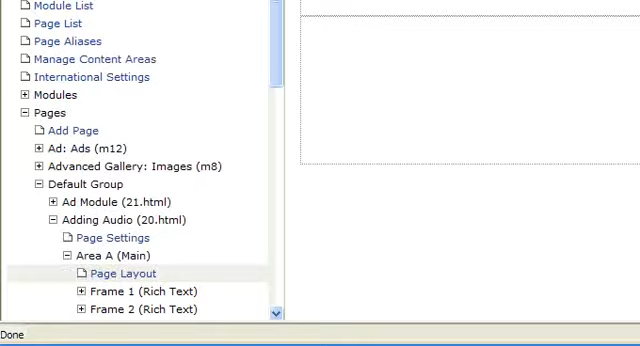 Module List
Page List
Page Aliases
Manage Content Areas
International Settings
Modules
Pages
Add Page
Ad: Ads (m12)
Advanced Gallery: Images (m8)
Default Group
Ad Module (21.html)
Adding Audio (20.html)
Page Settings
Area A (Main)
Page Layout
Frame 1 (Rich Text)
Frame 2 (Rich Text)
Done